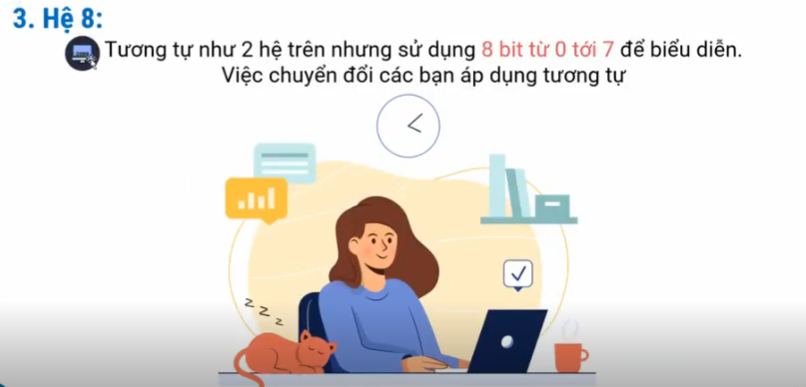 3. Hệ 8:
Tương tự như 2 hệ trên nhưng sử dụng 8 bit từ 0 tới 7 để biểu diễn.
Việc chuyển đổi các bạn áp dụng tương tự
z z z